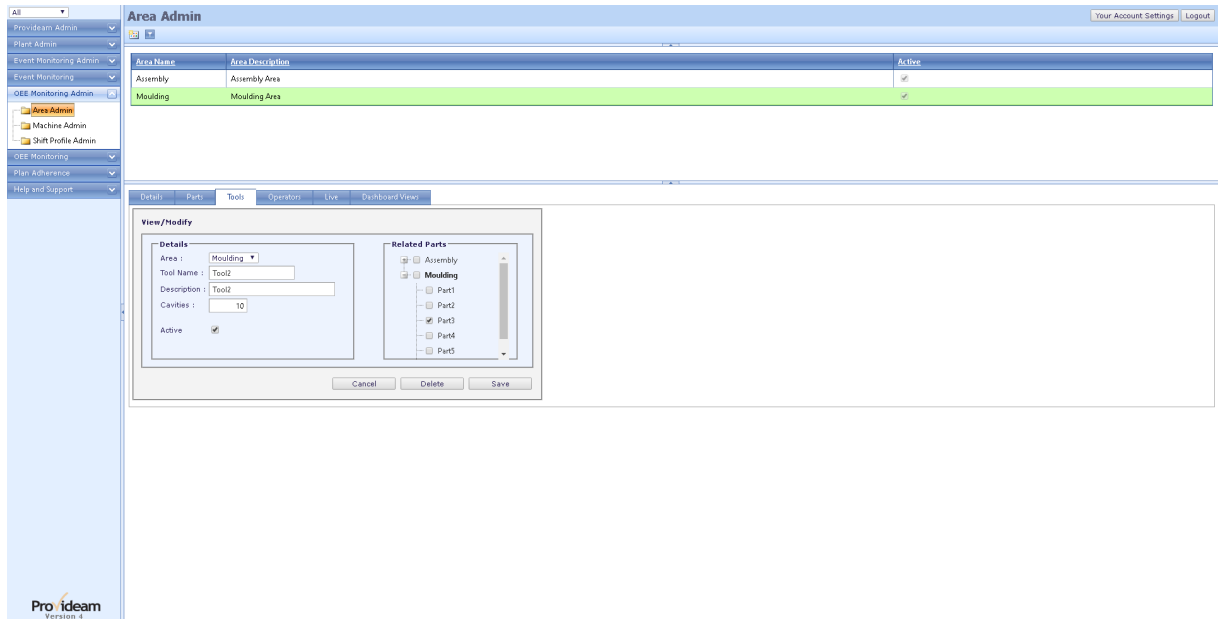 All
Area Admin
Your Account Settings
Logout
Provideam Admin
Plant Admin
Event Monitoring Admin
Event Monitoring
OEE Monitoring Admin
Area Admin
Machine Admin
Shift Profile Admin
OEE Monitoring
Plan Adherence
Help and Support
Area Name Area Description Active
Assembly Assembly Area
Moulding Moulding Area
Details Parts Tools Operators Live Dashboard Views
View/Modify
Details
Area : Moulding
Tool Name : Tool2
Description : Tool2
Cavities : 10
Active
Related Parts
Assembly
Moulding
Part1
Part2
Part3
Part4
Part5
Cancel Delete Save
Provideam
Version 4